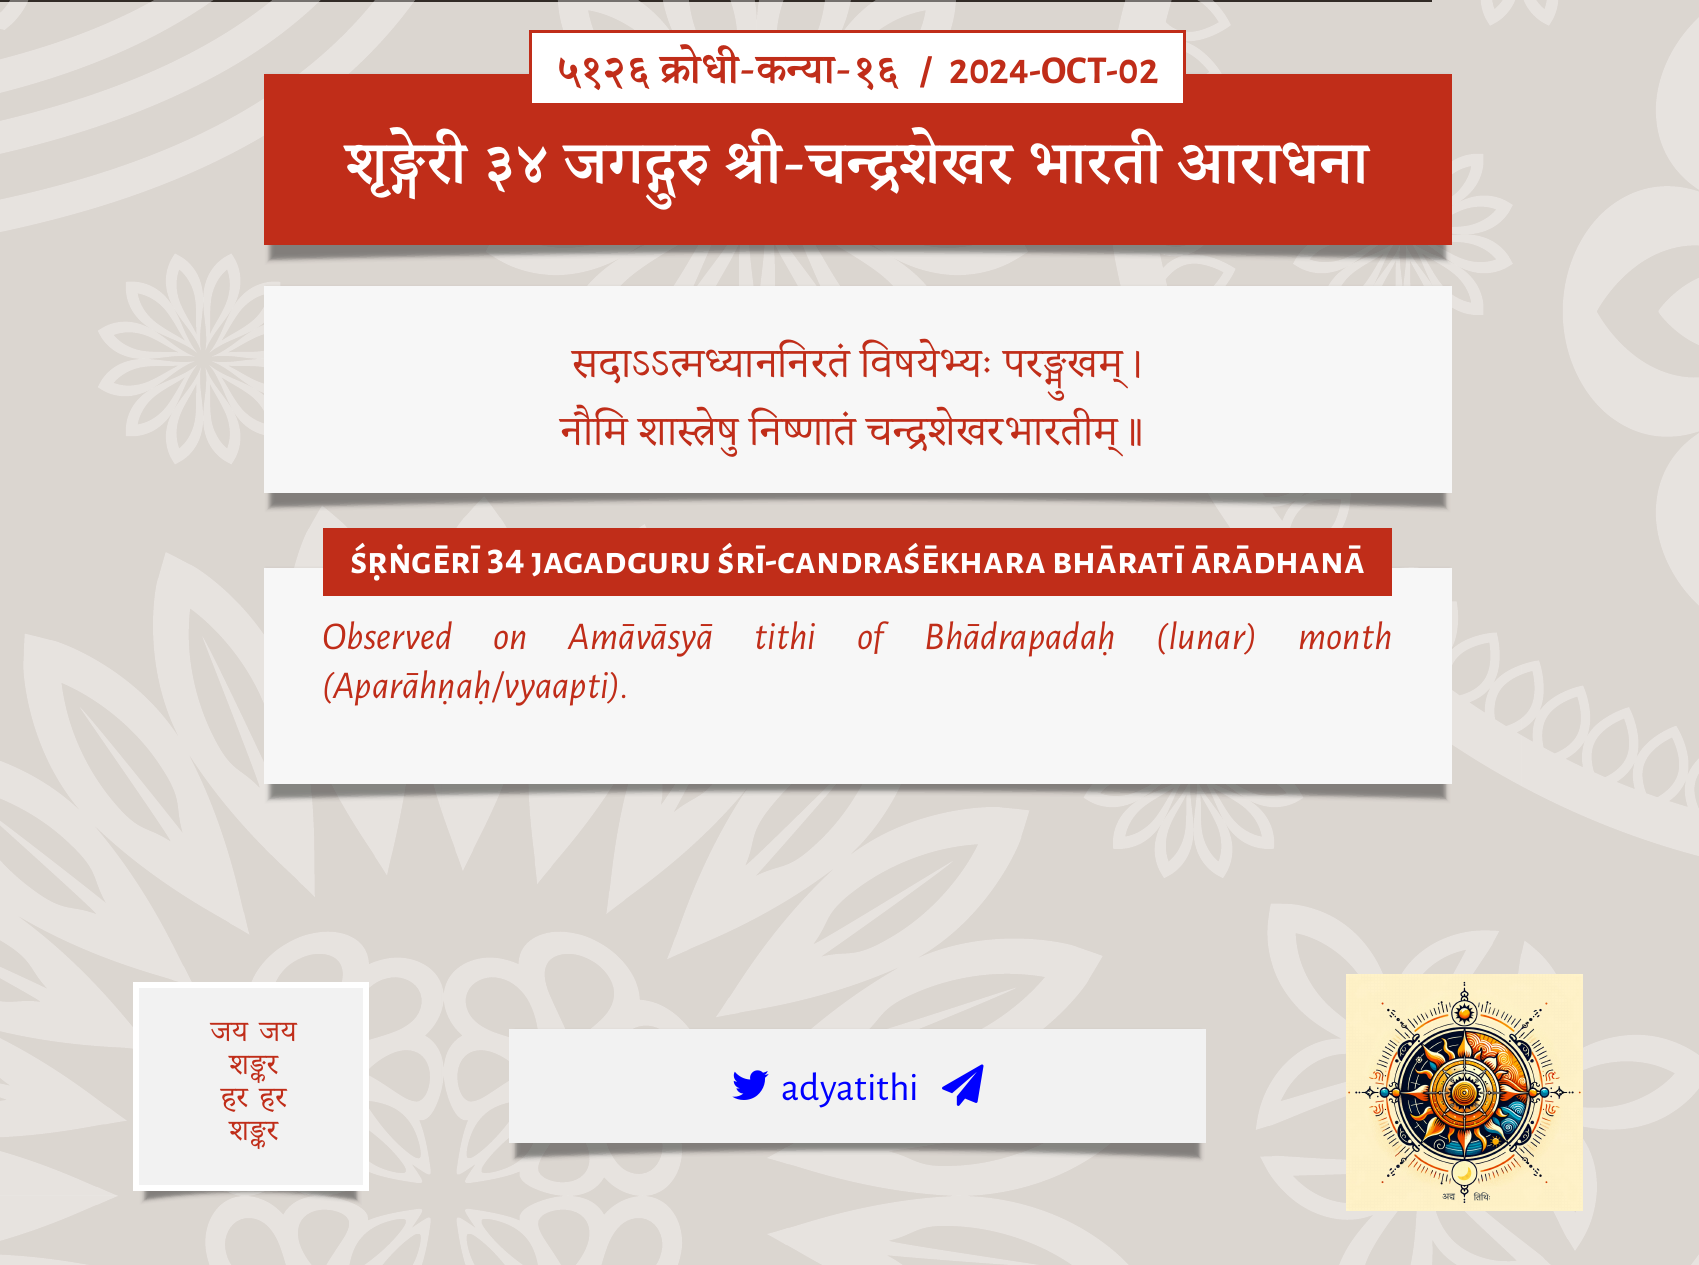 ५१२६ क्रोधी-कन्या-१६ / 2024-OCT-02
शृङ्गेरी ३४ जगद्गुरु श्री-चन्द्रशेखर भारती आराधना
सदाऽऽत्मध्याननिरतं विषयेभ्यः परङ्मुखम्।
नौमि शास्त्रेषु निष्णातं चन्द्रशेखरभारतीम्॥
ŚṚṄGĒRĪ 34 JAGADGURU ŚRĪ-CANDRAŚĒKHARA BHĀRATĪ ĀRĀDHANĀ
Observed on Amāvāsyā tithi of Bhādrapadaḥ (lunar) month
(Aparāhṇaḥ/vyaapti).
जय जय
शङ्कर
हर हर
शङ्कर
adyatithi
अद्य तिथिः